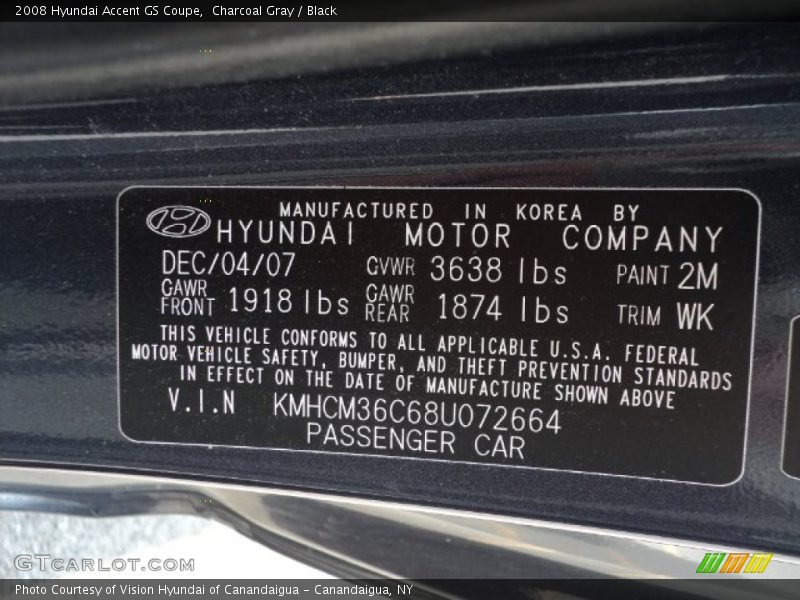 2008 Hyundai Accent GS Coupe,  Charcoal Gray / Black
MANUFACTURED IN KOREA BY
HYUNDAI MOTOR COMPANY
DEC/04/07 GVWR 3638 lbs PAINT 2M
GAWR FRONT 1918 lbs GAWR REAR 1874 lbs TRIM WK
THIS VEHICLE CONFORMS TO ALL APPLICABLE U.S.A. FEDERAL
MOTOR VEHICLE SAFETY, BUMPER, AND THEFT PREVENTION STANDARDS
IN EFFECT ON THE DATE OF MANUFACTURE SHOWN ABOVE
V.I.N KMHCM36C68U072664
PASSENGER CAR
GTCARLOT.COM
Photo Courtesy of Vision Hyundai of Canandaigua - Canandaigua, NY